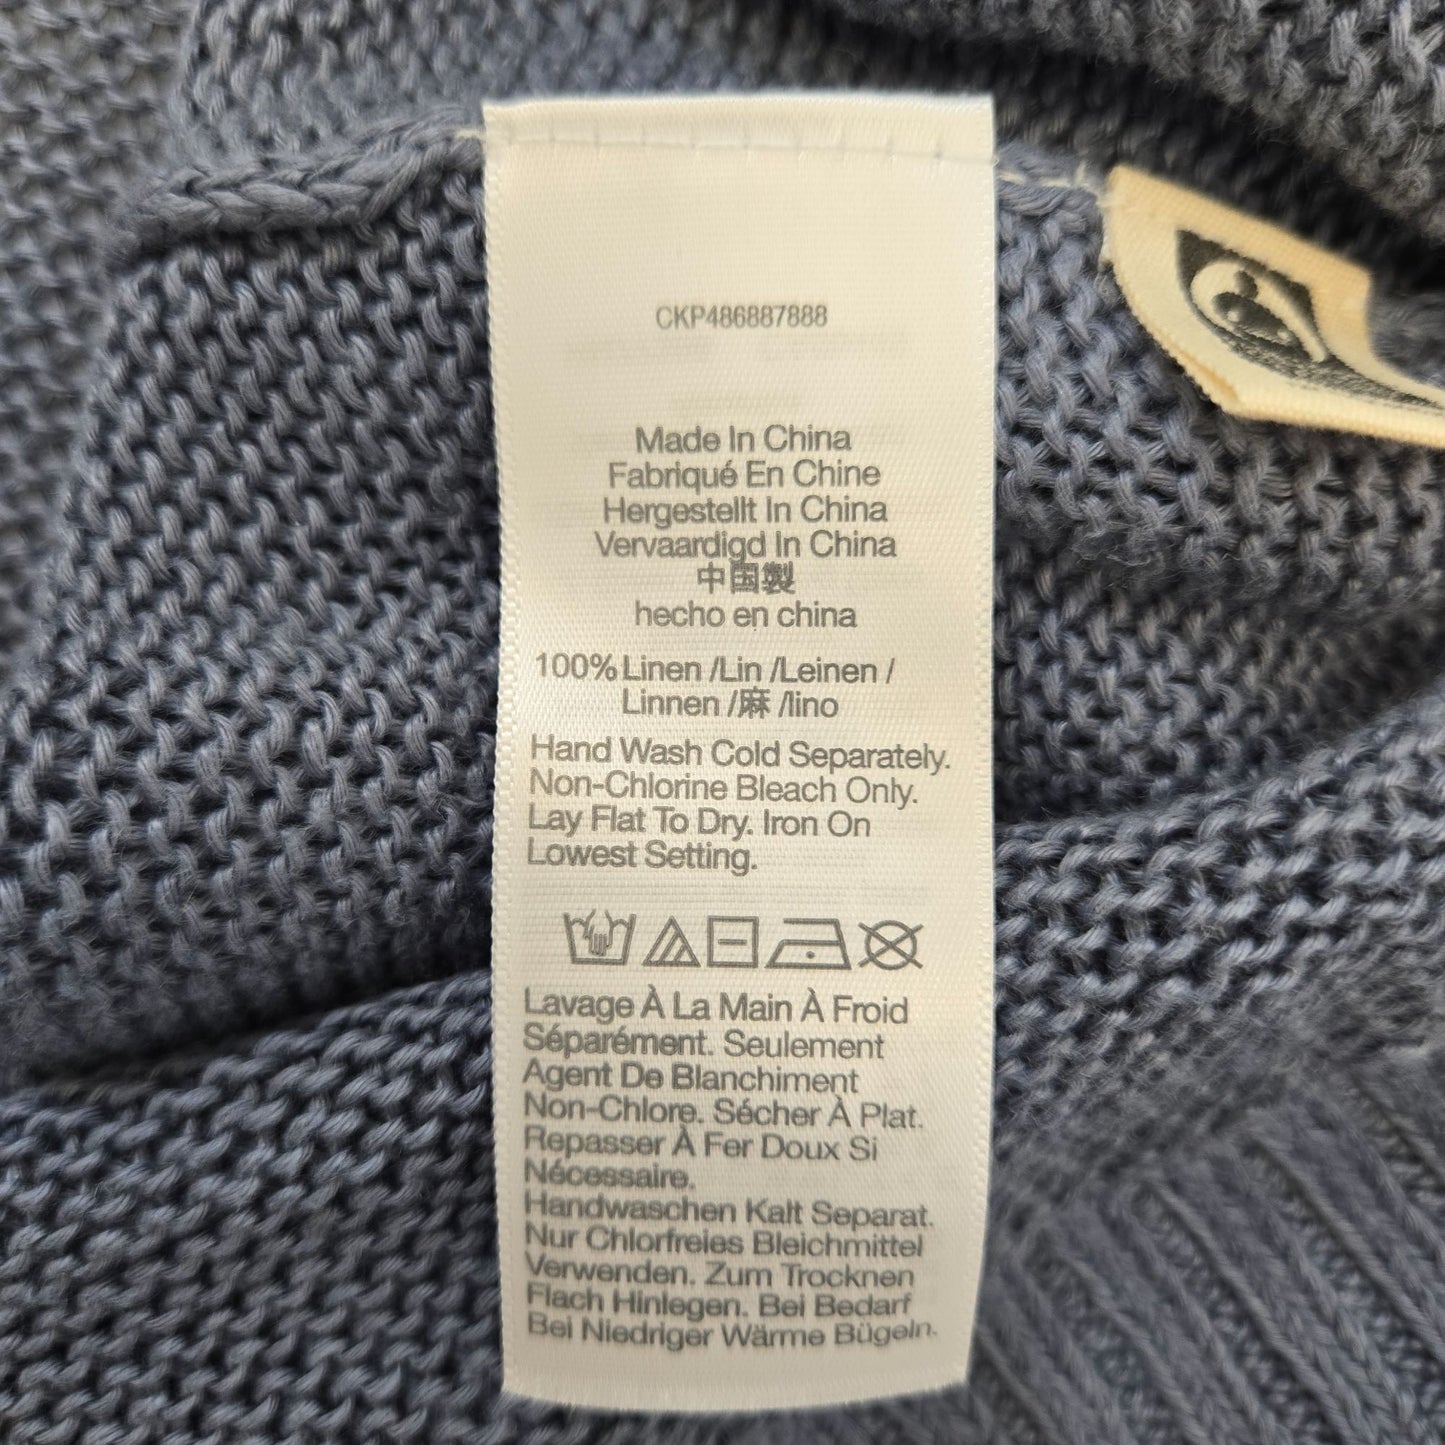 CKP486887888
Made In China
Fabriqué En Chine
Hergestellt In China
Vervaardigd In China
中国製
hecho en china
100% Linen /Lin /Leinen /
Linnen /麻 /lino
Hand Wash Cold Separately.
Non-Chlorine Bleach Only.
Lay Flat To Dry. Iron On
Lowest Setting.
Lavage À La Main À Froid
Séparément. Seulement
Agent De Blanchiment
Non-Chlore. Sécher À Plat.
Repasser À Fer Doux Si
Nécessaire.
Handwaschen Kalt Separat.
Nur Chlorfreies Bleichmittel
Verwenden. Zum Trocknen
Flach Hinlegen. Bei Bedarf
Bei Niedriger Wärme Bügeln.